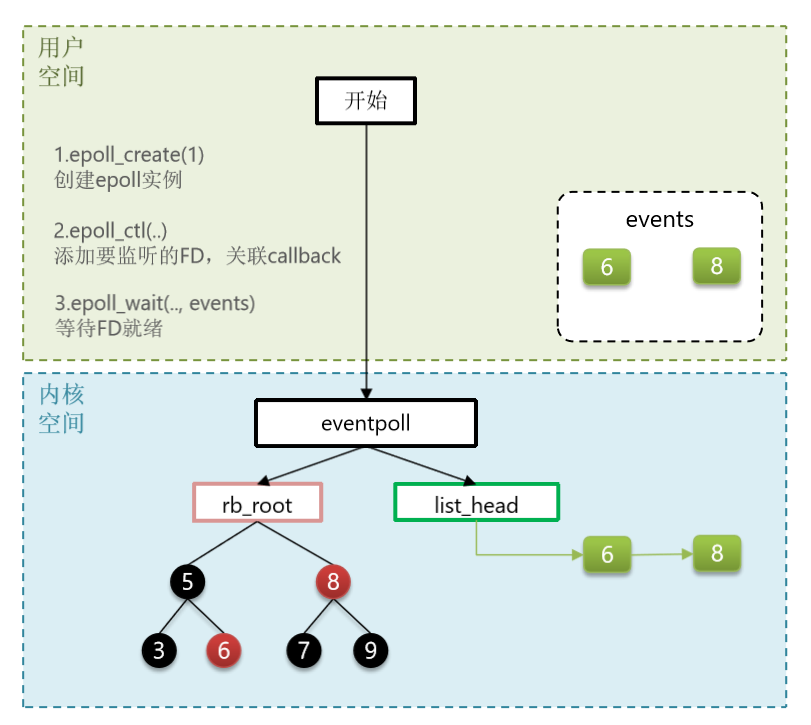 用户
空间
开始
1.epoll_create(1)
创建epoll实例
2.epoll_ctl(..)
添加要监听的FD，关联callback
3.epoll_wait(.., events)
等待FD就绪
events
6
8
内核
空间
eventpoll
rb_root
list_head
6
8
5
8
3
6
7
9